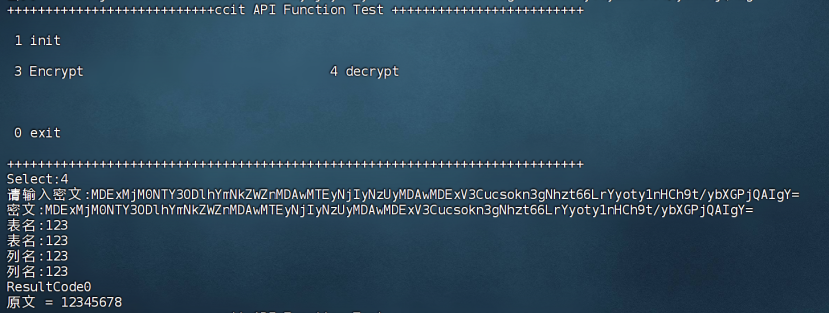 +++++++++++++++++++++++++++ccit API Function Test +++++++++++++++++++++++++
1 init
3 Encrypt 4 decrypt
0 exit
+++++++++++++++++++++++++++++++++++++++++++++++++++++++++++++++++++++++++++
Select:4
请输入密文:MDExMjM0NTY3ODlhYmNkZWZnMDAwMTEyNjIyNzUyMDAwMDExV3Cucsokn3gNhzt66LrYyoty1nHCh9t/ybXGPjQAIgY=
密文:MDExMjM0NTY3ODlhYmNkZWZnMDAwMTEyNjIyNzUyMDAwMDExV3Cucsokn3gNhzt66LrYyoty1nHCh9t/ybXGPjQAIgY=
表名:123
表名:123
列名:123
列名:123
ResultCode0
原文 = 12345678